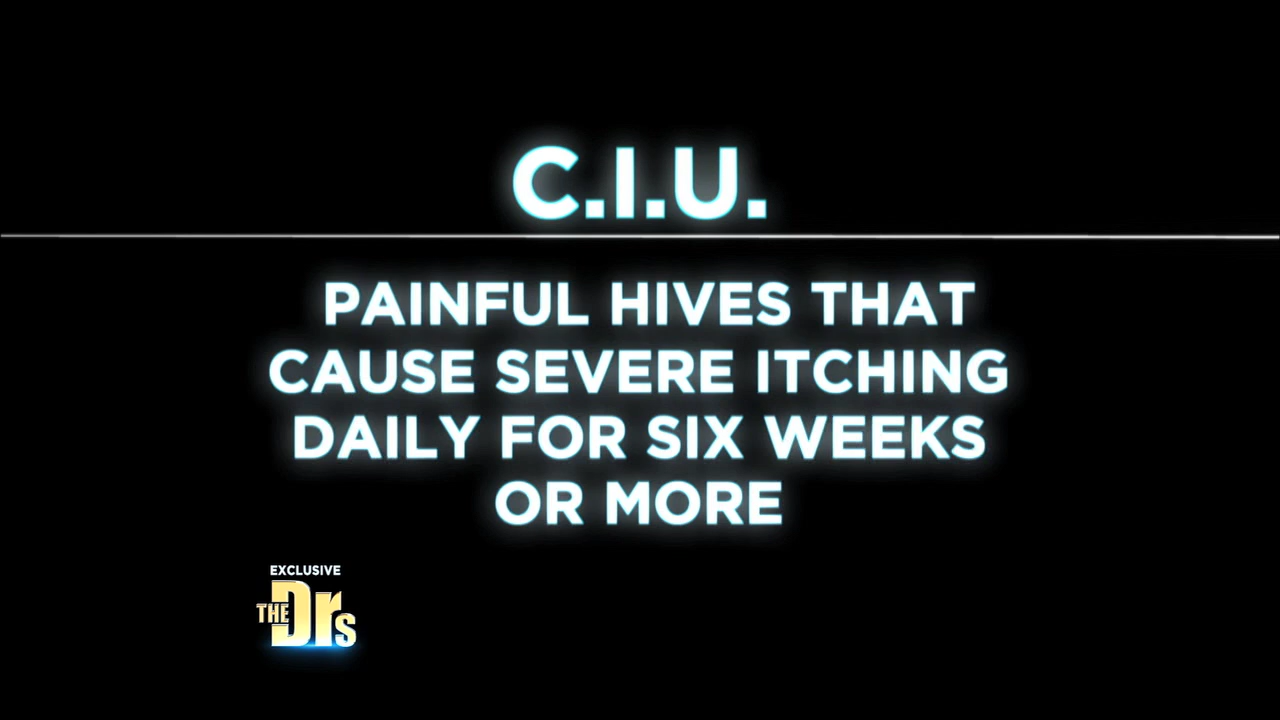 C.I.U.
PAINFUL HIVES THAT
CAUSE SEVERE ITCHING
DAILY FOR SIX WEEKS
OR MORE
EXCLUSIVE
THE Drs